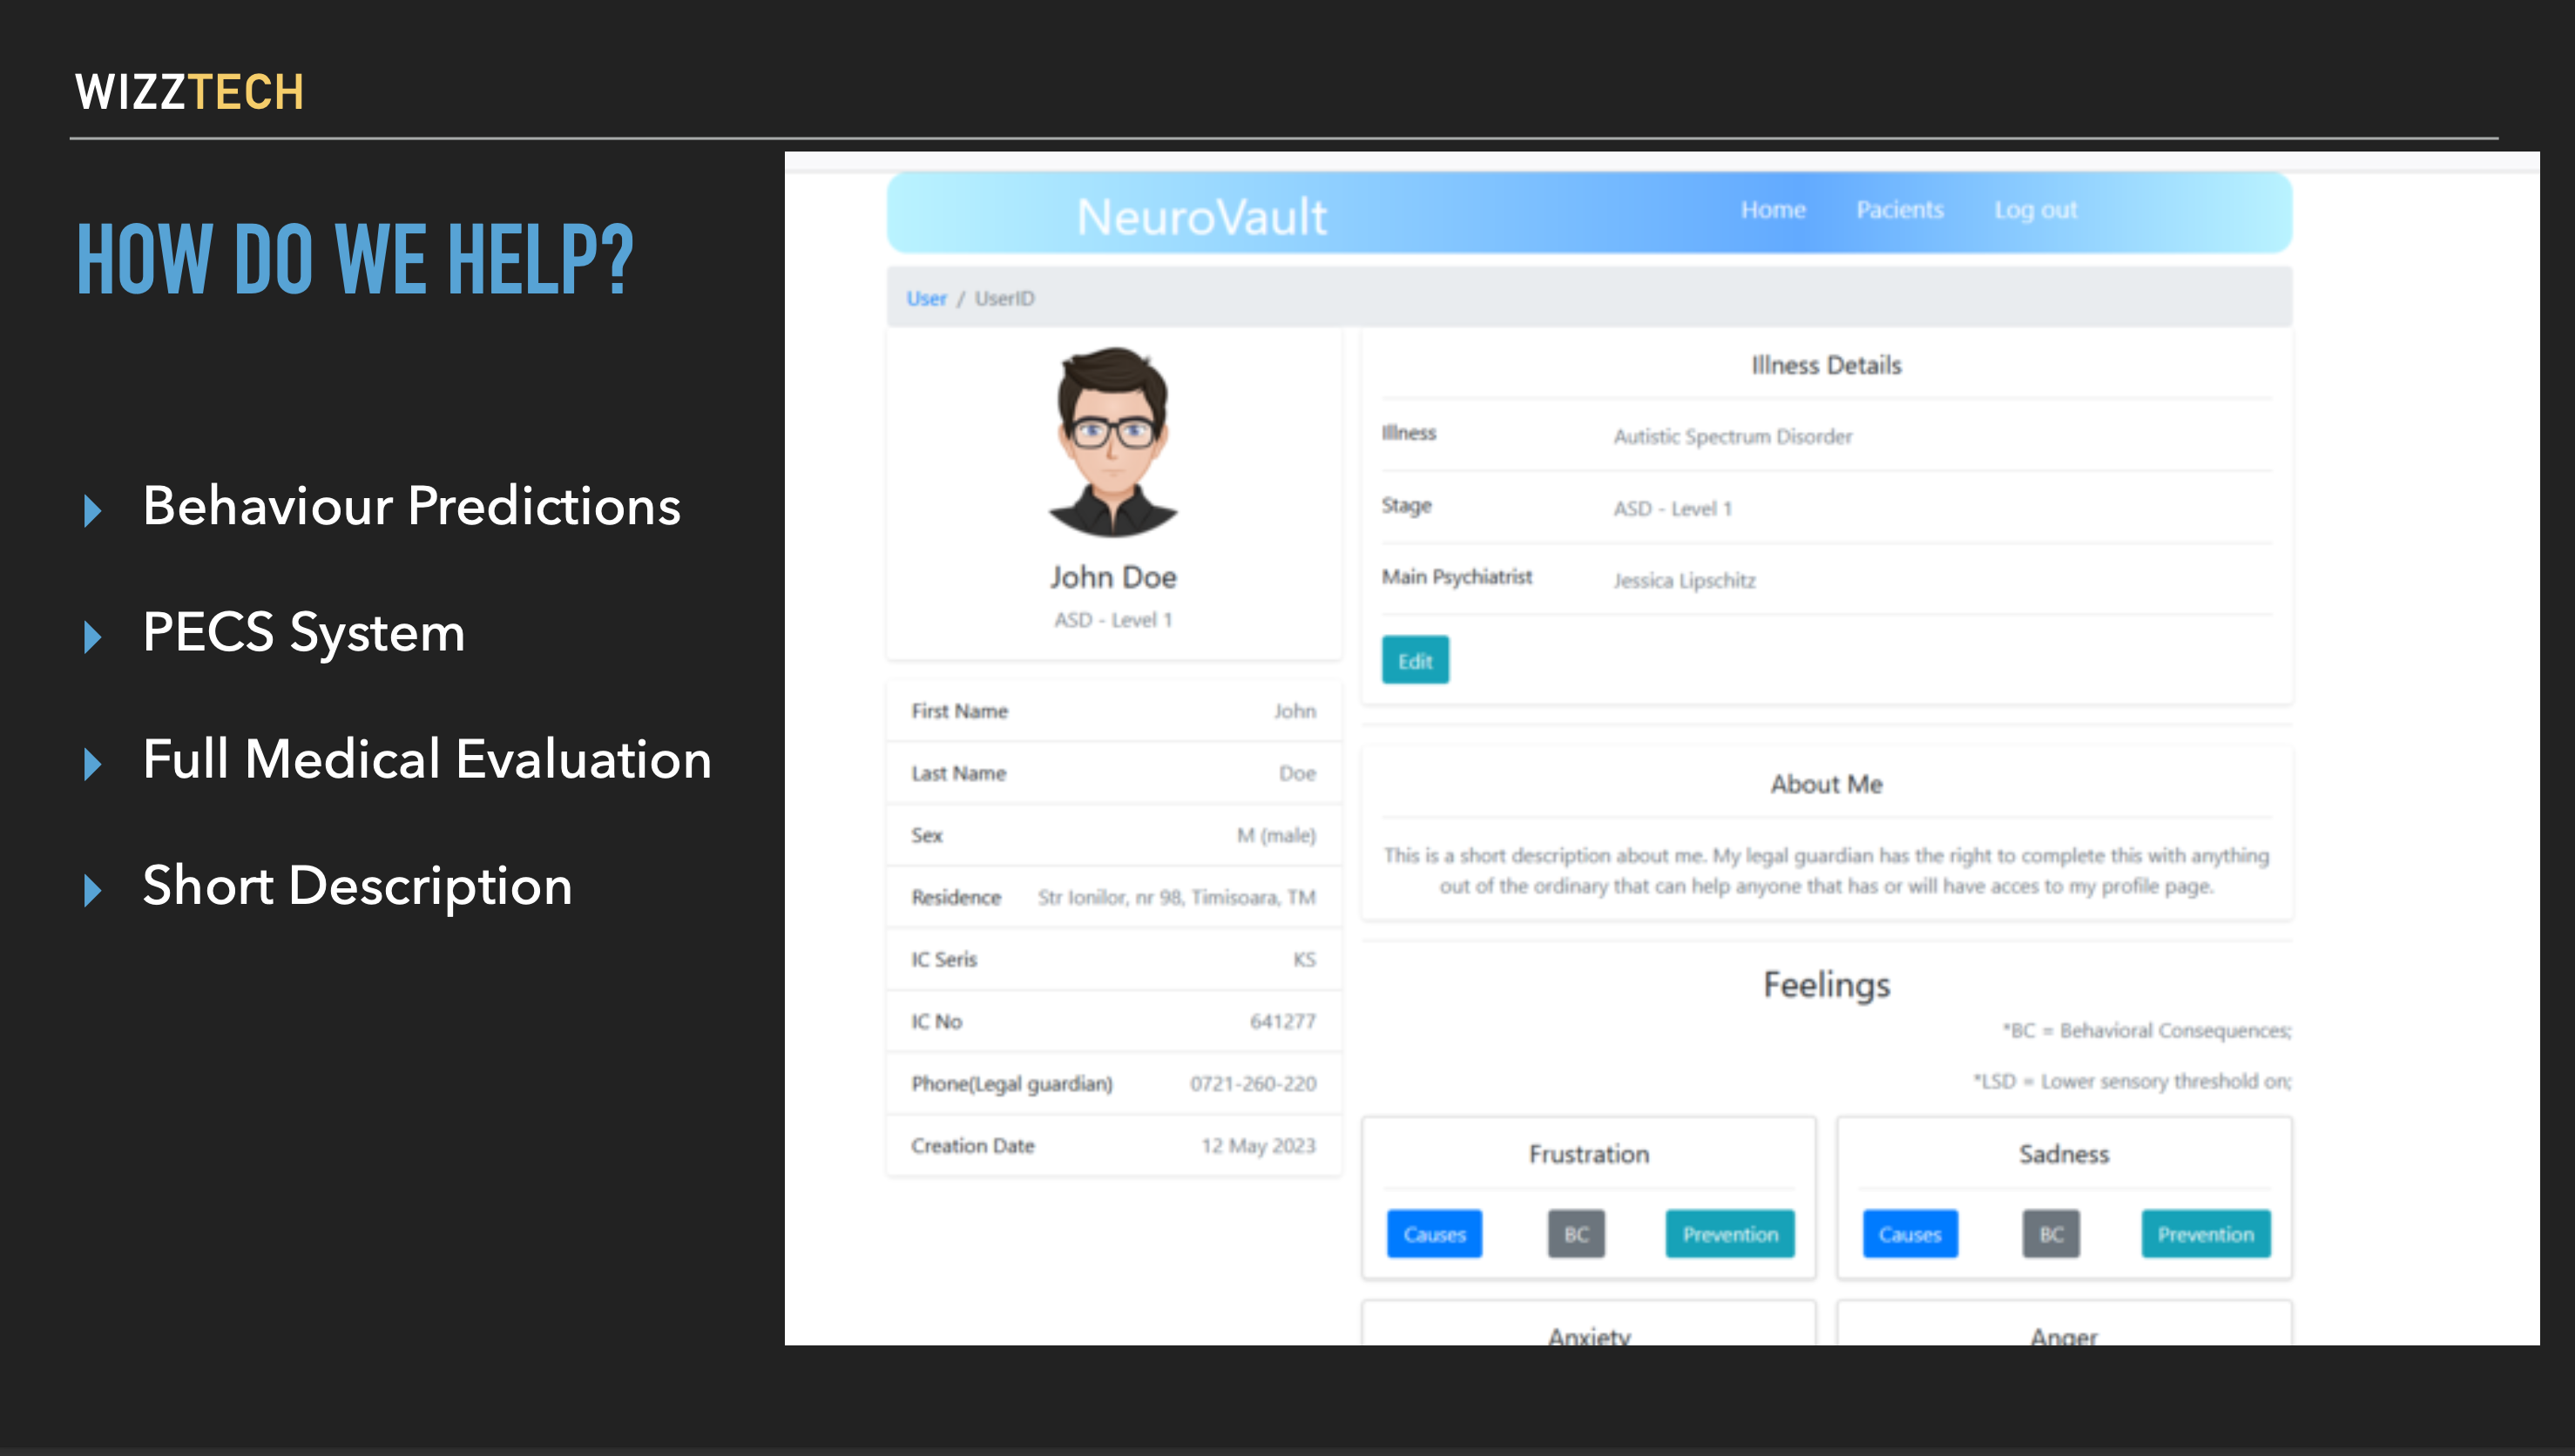 WIZZTECH
HOW DO WE HELP?
Behaviour Predictions
PECS System
Full Medical Evaluation
Short Description
NeuroVault
Home Pacients Log out
User / UserID
John Doe
ASD - Level 1
First Name John
Last Name Doe
Sex M (male)
Residence Str Ionilor, nr 98, Timisoara, TM
IC Seris KS
IC No 641277
Phone(Legal guardian) 0721-260-220
Creation Date 12 May 2023
Illness Details
Illness Autistic Spectrum Disorder
Stage ASD - Level 1
Main Psychiatrist Jessica Lipschitz
Edit
About Me
This is a short description about me. My legal guardian has the right to complete this with anything
out of the ordinary that can help anyone that has or will have acces to my profile page.
Feelings
*BC = Behavioral Consequences;
*LSD = Lower sensory threshold on;
Frustration
Causes BC Prevention
Sadness
Causes BC Prevention
Anxiety
Anger